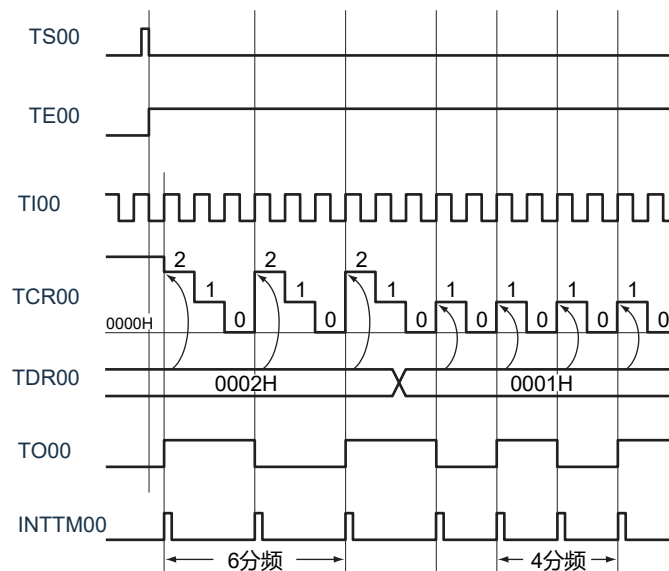 TS00
TE00
TI00
TCR00
2 2 2
1 1 1 1 1 1 1
0 0 0 0 0 0 0
0000H
TDR00
0002H 0001H
TO00
INTTM00
6分频 4分频